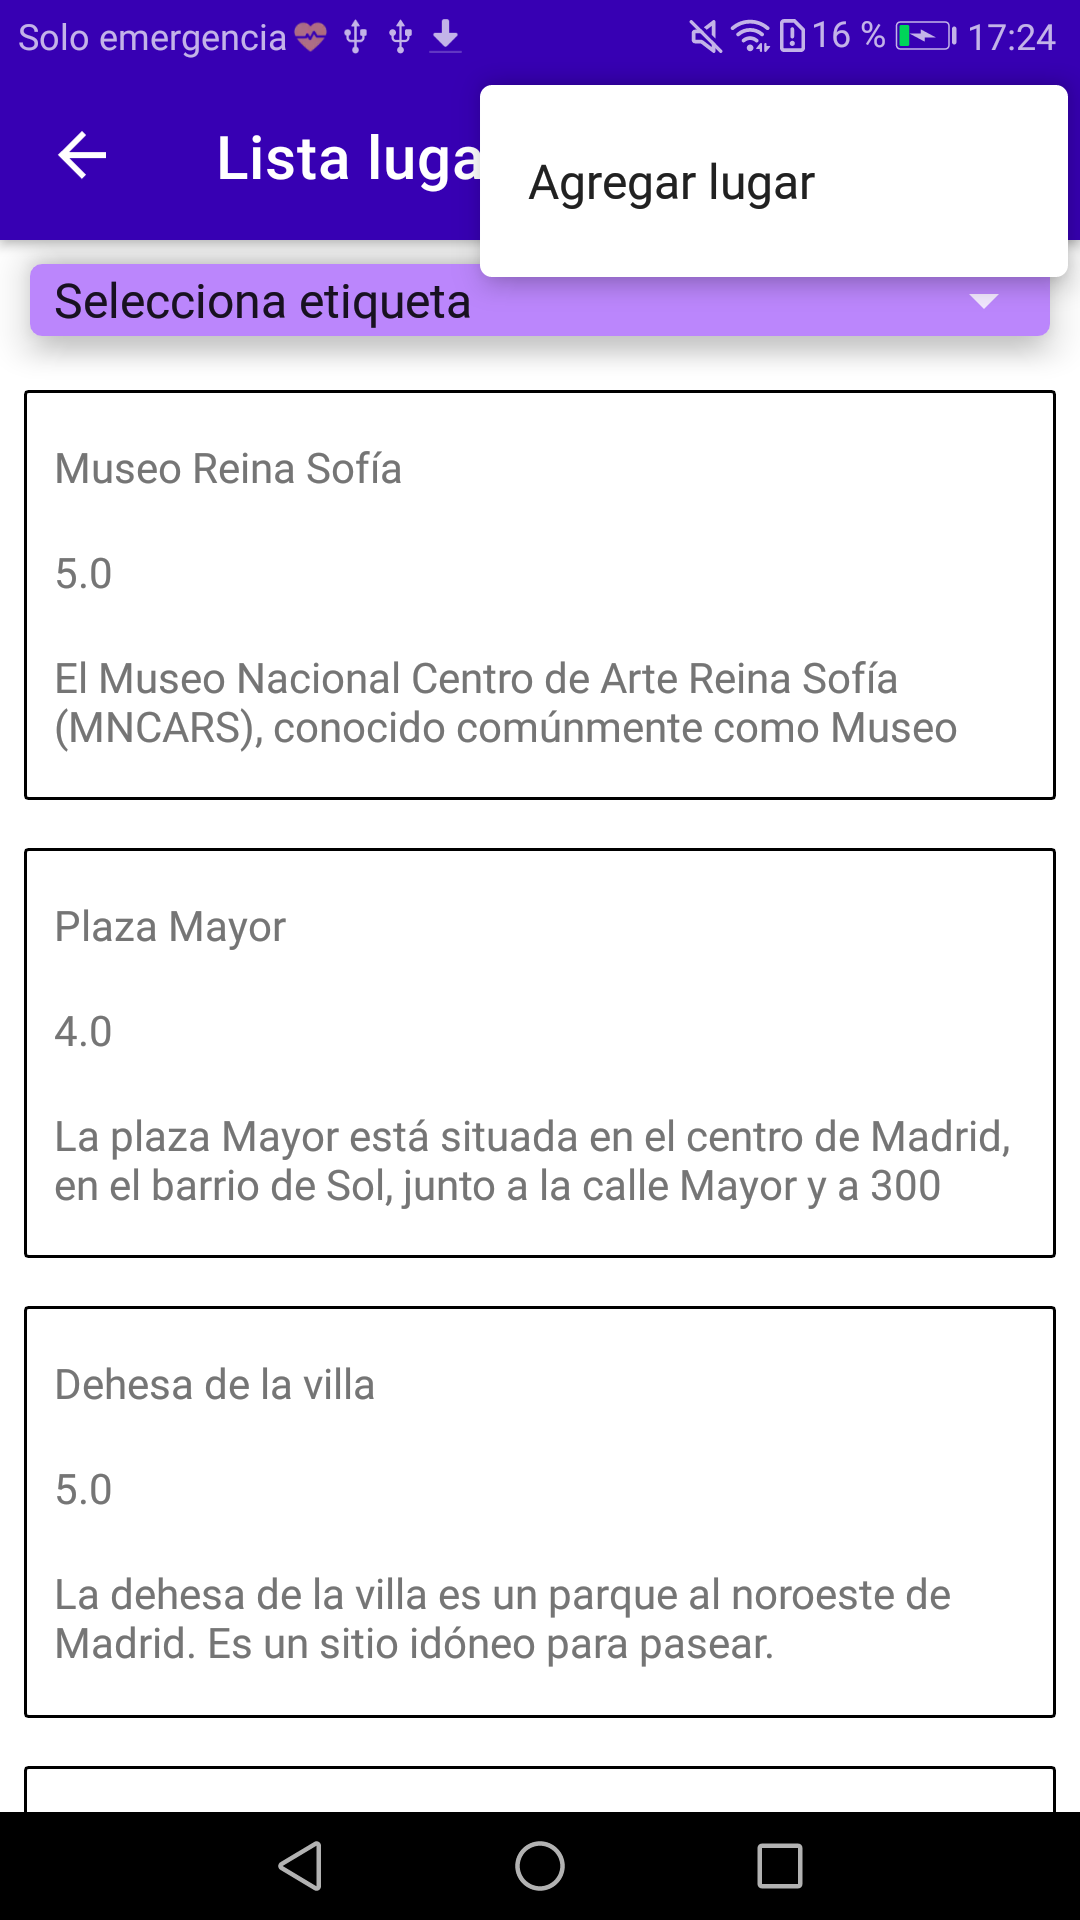 Solo emergencia 16 % 17:24
Lista luga
Agregar lugar
Selecciona etiqueta
Museo Reina Sofía
5.0
El Museo Nacional Centro de Arte Reina Sofía
(MNCARS), conocido comúnmente como Museo
Plaza Mayor
4.0
La plaza Mayor está situada en el centro de Madrid,
en el barrio de Sol, junto a la calle Mayor y a 300
Dehesa de la villa
5.0
La dehesa de la villa es un parque al noroeste de
Madrid. Es un sitio idóneo para pasear.